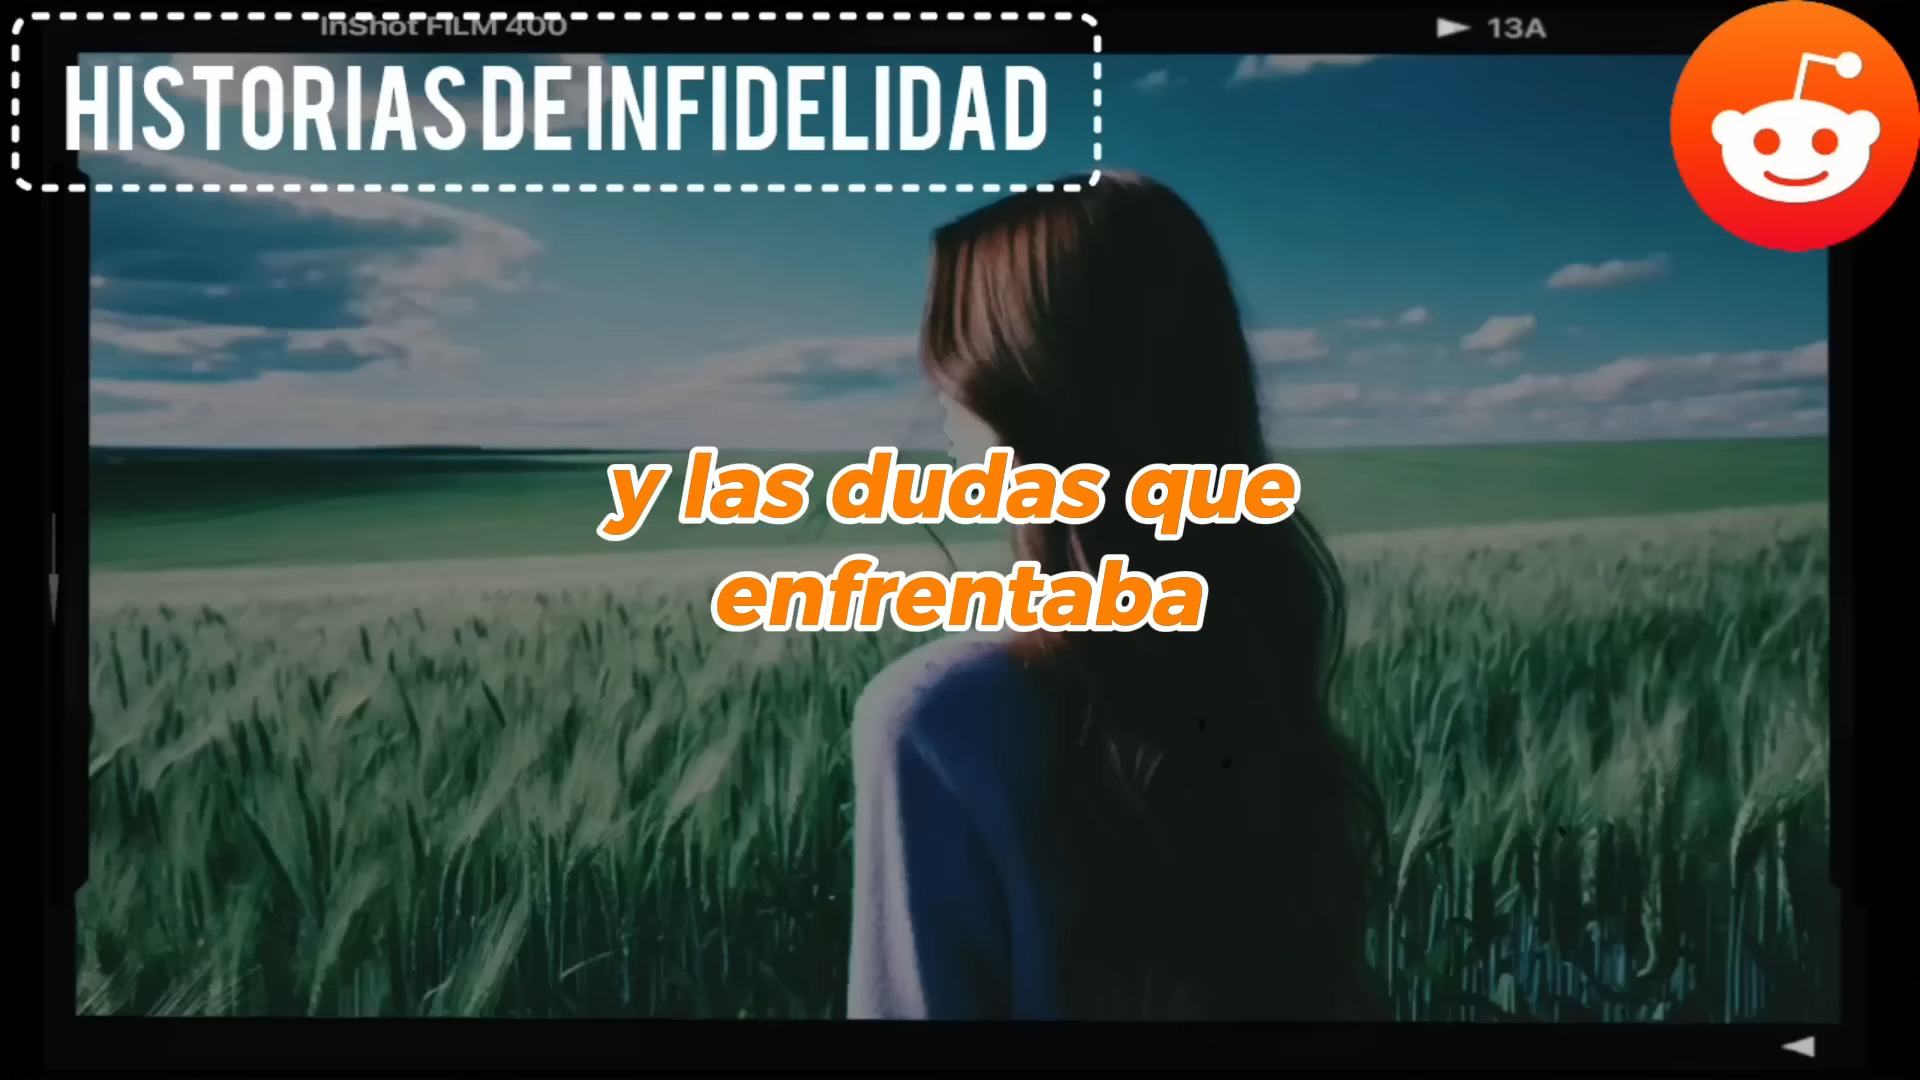 InShot FILM 400
13A
HISTORIAS DE INFIDELIDAD
y las dudas que
enfrentaba